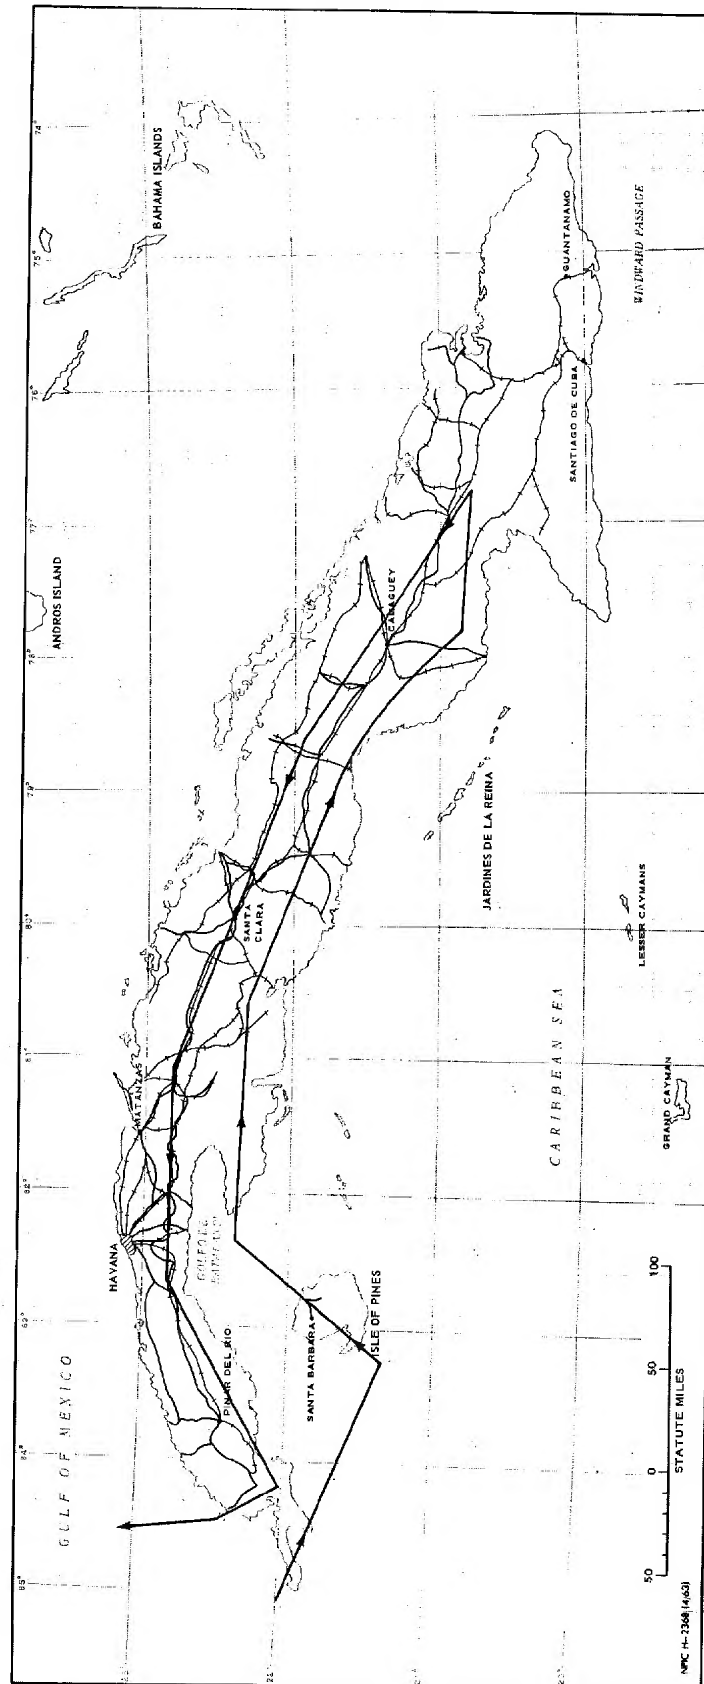 74°
75°
76°
77°
78°
79°
80°
81°
82°
84°
85°
BAHAMA ISLANDS
ANDROS ISLAND
GUANTANAMO
WINDWARD PASSAGE
SANTIAGO DE CUBA
CAMAGUEY
JARDINES DE LA REINA
SANTA
CLARA
LESSER CAYMANS
CARIBBEAN SEA
GRAND CAYMAN
MATANZAS
HAVANA
GOLFO DE
ISLE OF PINES
SANTA BARBARA
PINAR DEL RIO
GULF OF MEXICO
50 0 50 100
STATUTE MILES
NPIC H-2368 (4/63)